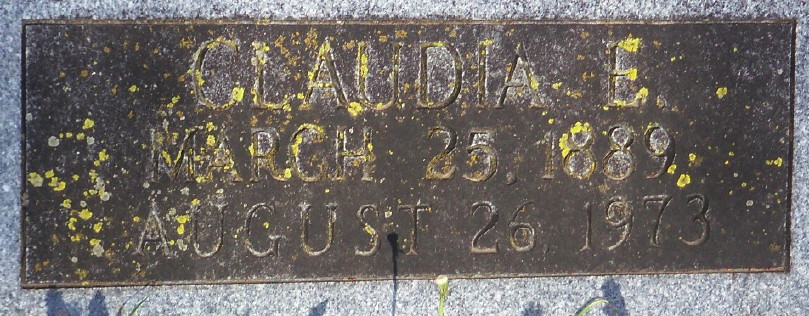 CLAUDIA E.
MARCH 25, 1889
AUGUST 26, 1973